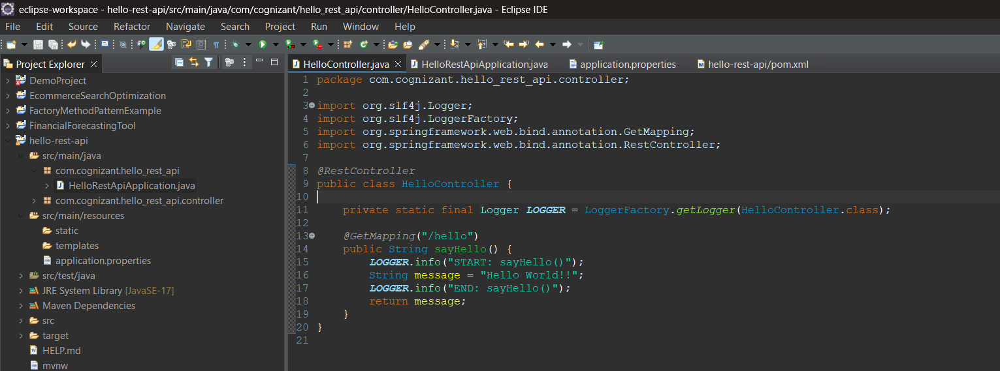 eclipse-workspace - hello-rest-api/src/main/java/com/cognizant/hello_rest_api/controller/HelloController.java - Eclipse IDE
File Edit Source Refactor Navigate Search Project Run Window Help
Project Explorer
DemoProject
EcommerceSearchOptimization
FactoryMethodPatternExample
FinancialForecastingTool
hello-rest-api
src/main/java
com.cognizant.hello_rest_api
HelloRestApiApplication.java
com.cognizant.hello_rest_api.controller
src/main/resources
static
templates
application.properties
src/test/java
JRE System Library [JavaSE-17]
Maven Dependencies
src
target
HELP.md
mvnw
HelloController.java HelloRestApiApplication.java application.properties hello-rest-api/pom.xml
1 package com.cognizant.hello_rest_api.controller;
2
3 import org.slf4j.Logger;
4 import org.slf4j.LoggerFactory;
5 import org.springframework.web.bind.annotation.GetMapping;
6 import org.springframework.web.bind.annotation.RestController;
7
8 @RestController
9 public class HelloController {
10
11 private static final Logger LOGGER = LoggerFactory.getLogger(HelloController.class);
12
13 @GetMapping("/hello")
14 public String sayHello() {
15 LOGGER.info("START: sayHello()");
16 String message = "Hello World!!";
17 LOGGER.info("END: sayHello()");
18 return message;
19 }
20 }
21